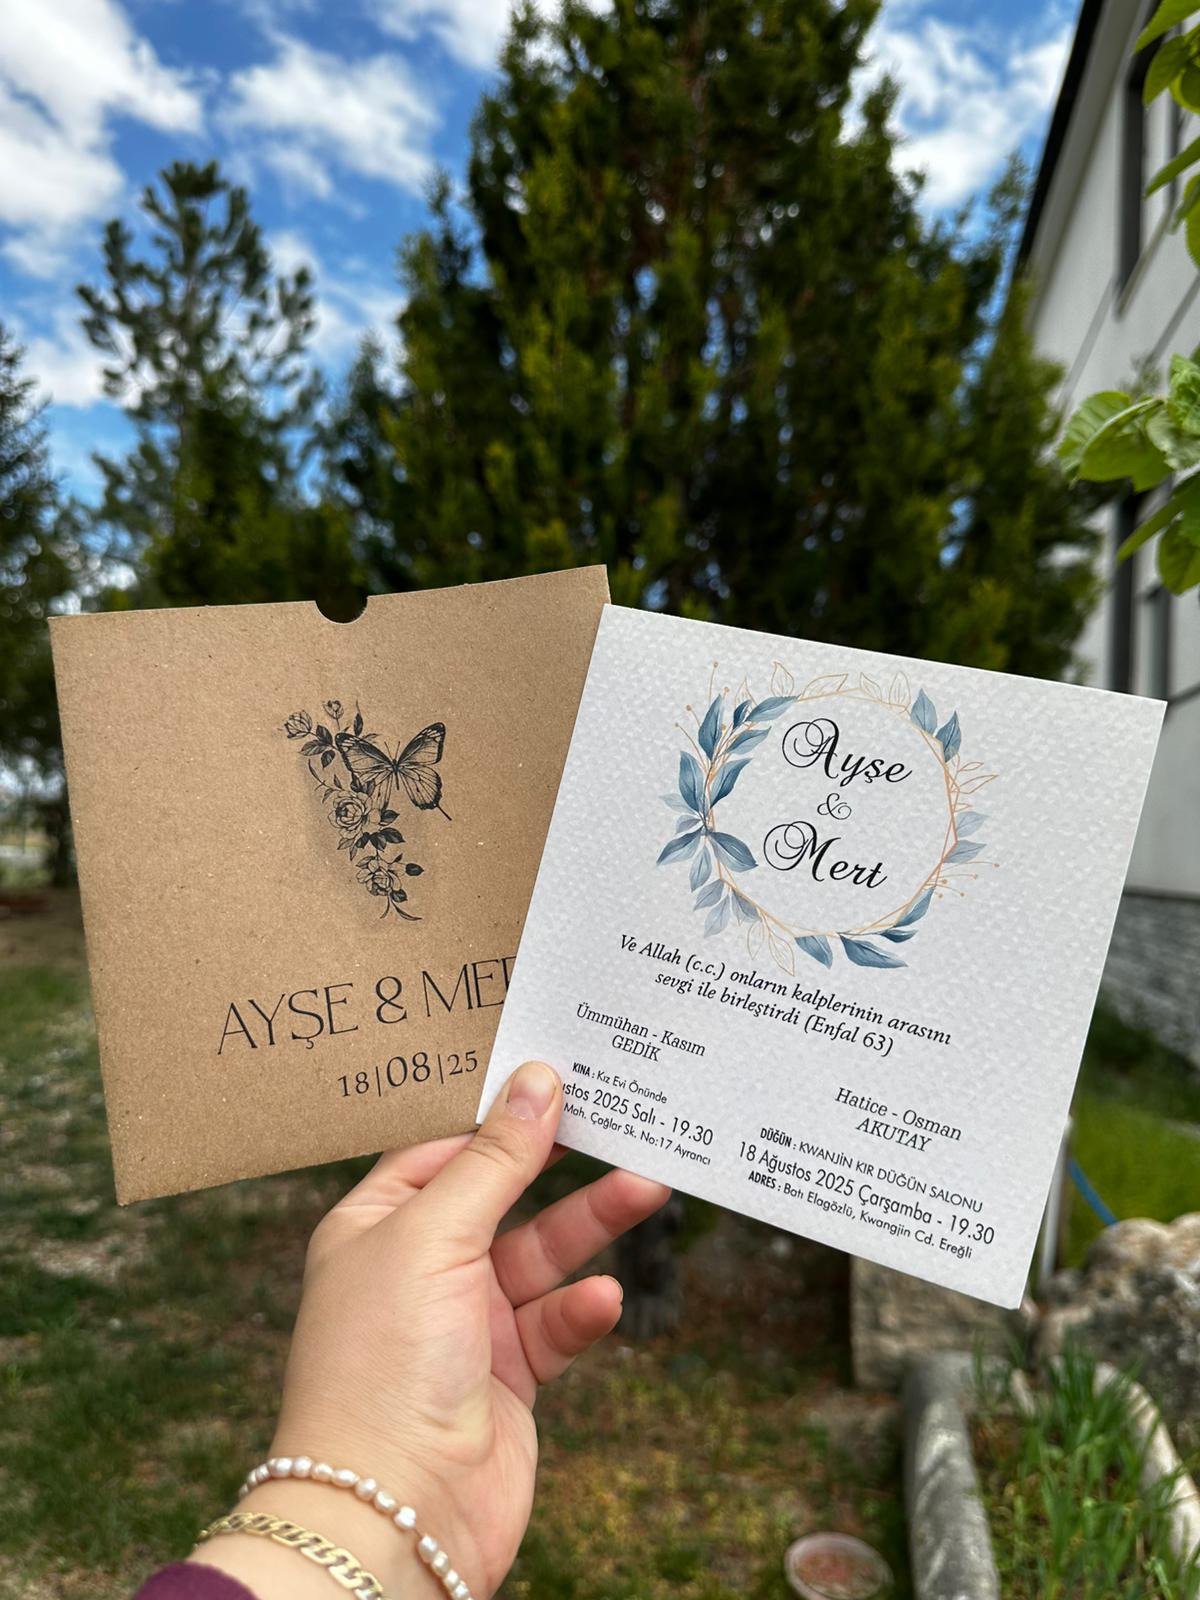 AYŞE & MER
18|08|25
Ayşe
&
Mert
Ve Allah (c.c.) onların kalplerinin arasını
sevgi ile birleştirdi (Enfal 63)
Ümmühan - Kasım
GEDİK
KINA : Kız Evi Önünde
ustos 2025 Salı - 19.30
Mah. Çağlar Sk. No:17 Ayrancı
Hatice - Osman
AKUTAY
DÜĞÜN : KWANJİN KIR DÜĞÜN SALONU
18 Ağustos 2025 Çarşamba - 19.30
ADRES : Batı Elagözlü, Kwangjin Cd. Ereğli